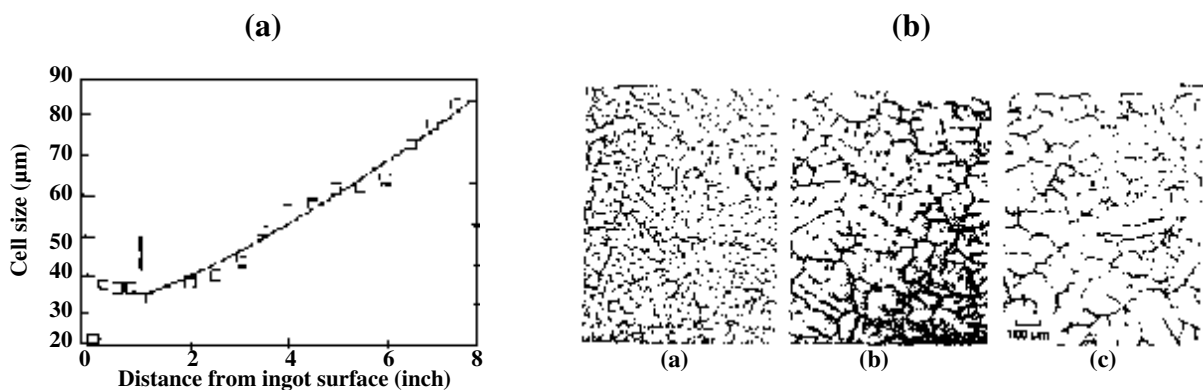 (a)
90
80
70
60
50
40
30
20
Cell size (µm)
0 2 4 6 8
Distance from ingot surface (inch)
(b)
100 µm
(a) (b) (c)